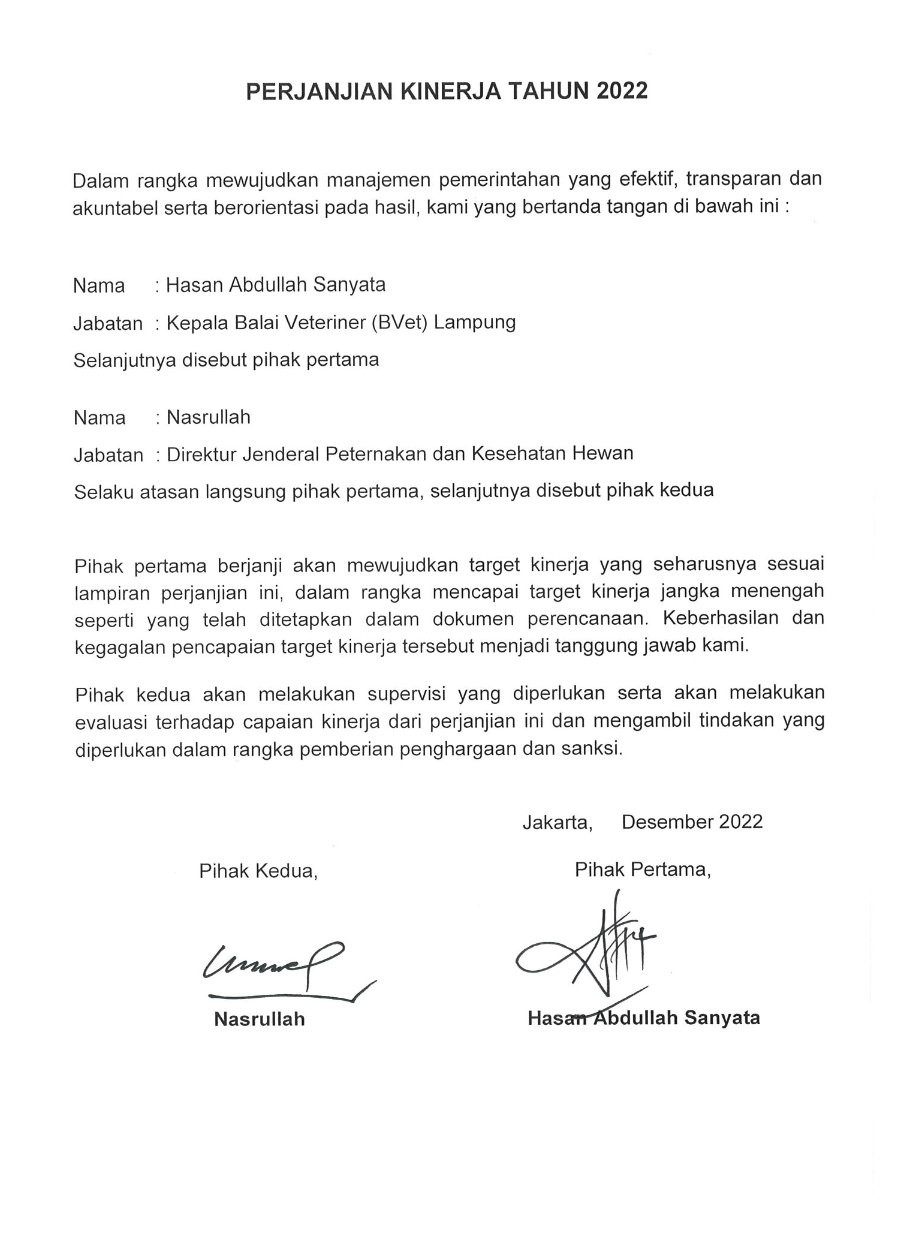 PERJANJIAN KINERJA TAHUN 2022
Dalam rangka mewujudkan manajemen pemerintahan yang efektif, transparan dan
akuntabel serta berorientasi pada hasil, kami yang bertanda tangan di bawah ini :
Nama : Hasan Abdullah Sanyata
Jabatan : Kepala Balai Veteriner (BVet) Lampung
Selanjutnya disebut pihak pertama
Nama : Nasrullah
Jabatan : Direktur Jenderal Peternakan dan Kesehatan Hewan
Selaku atasan langsung pihak pertama, selanjutnya disebut pihak kedua
Pihak pertama berjanji akan mewujudkan target kinerja yang seharusnya sesuai
lampiran perjanjian ini, dalam rangka mencapai target kinerja jangka menengah
seperti yang telah ditetapkan dalam dokumen perencanaan. Keberhasilan dan
kegagalan pencapaian target kinerja tersebut menjadi tanggung jawab kami.
Pihak kedua akan melakukan supervisi yang diperlukan serta akan melakukan
evaluasi terhadap capaian kinerja dari perjanjian ini dan mengambil tindakan yang
diperlukan dalam rangka pemberian penghargaan dan sanksi.
Jakarta, Desember 2022
Pihak Kedua, Pihak Pertama,
Nasrullah Hasan Abdullah Sanyata